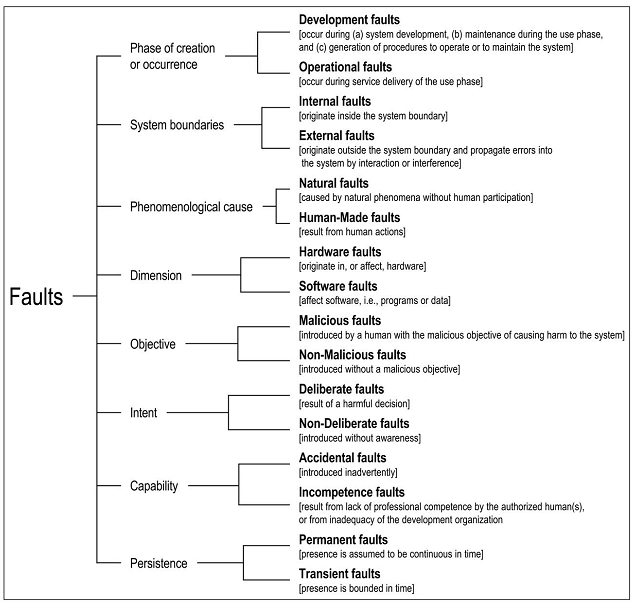 Faults
Phase of creation
or occurrence
Development faults
[occur during (a) system development, (b) maintenance during the use phase,
and (c) generation of procedures to operate or to maintain the system]
Operational faults
[occur during service delivery of the use phase]
System boundaries
Internal faults
[originate inside the system boundary]
External faults
[originate outside the system boundary and propagate errors into
the system by interaction or interference]
Phenomenological cause
Natural faults
[caused by natural phenomena without human participation]
Human-Made faults
[result from human actions]
Dimension
Hardware faults
[originate in, or affect, hardware]
Software faults
[affect software, i.e., programs or data]
Objective
Malicious faults
[introduced by a human with the malicious objective of causing harm to the system]
Non-Malicious faults
[introduced without a malicious objective]
Intent
Deliberate faults
[result of a harmful decision]
Non-Deliberate faults
[introduced without awareness]
Capability
Accidental faults
[introduced inadvertently]
Incompetence faults
[result from lack of professional competence by the authorized human(s),
or from inadequacy of the development organization
Persistence
Permanent faults
[presence is assumed to be continuous in time]
Transient faults
[presence is bounded in time]